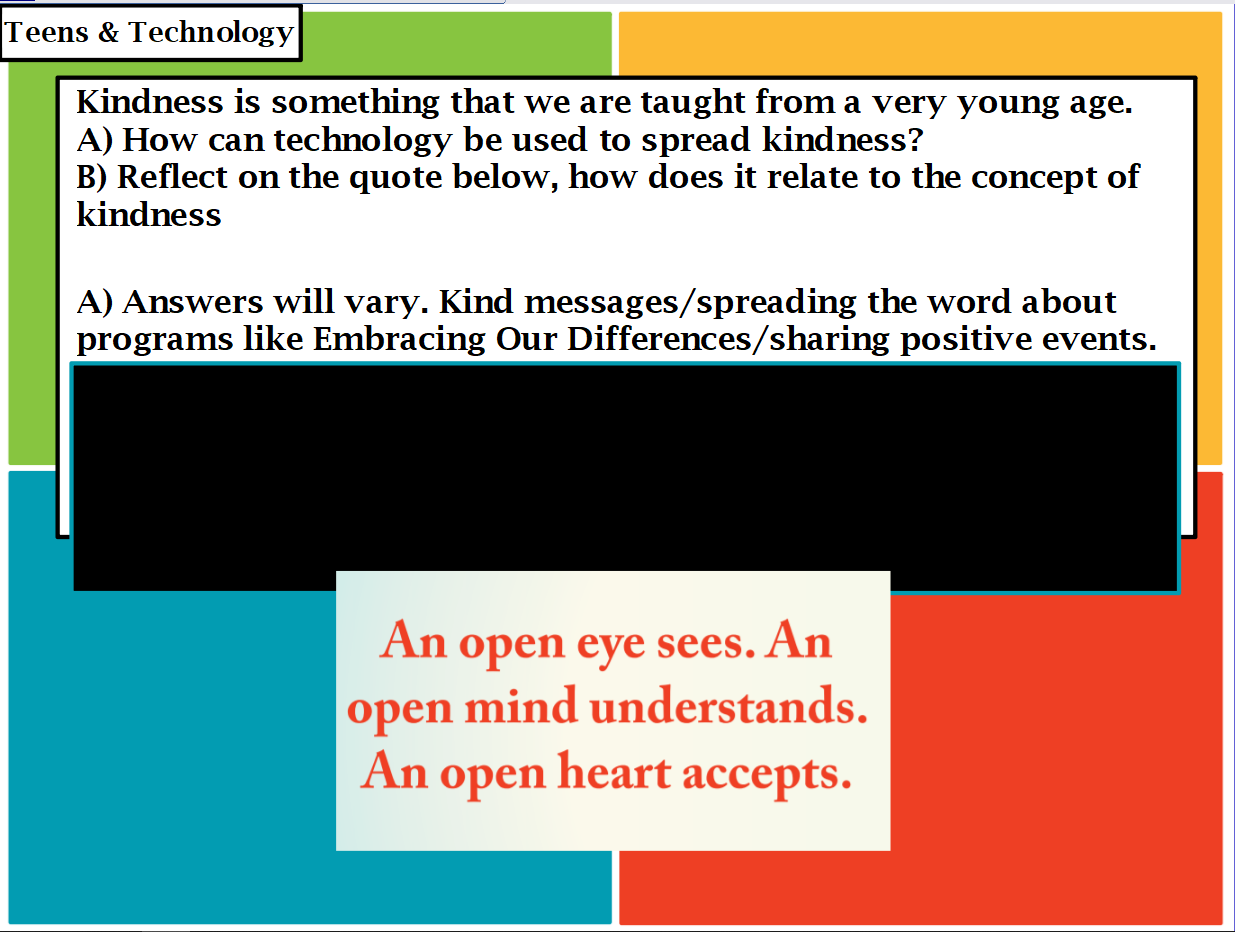 Teens & Technology
Kindness is something that we are taught from a very young age.
A) How can technology be used to spread kindness?
B) Reflect on the quote below, how does it relate to the concept of
kindness
A) Answers will vary. Kind messages/spreading the word about
programs like Embracing Our Differences/sharing positive events.
An open eye sees. An
open mind understands.
An open heart accepts.